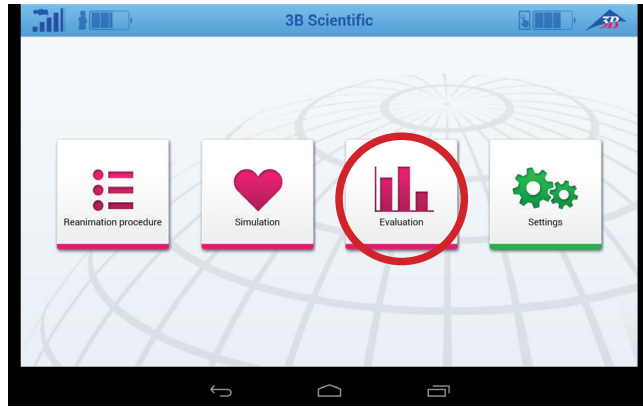 3B Scientific
3B
Reanimation procedure
Simulation
Evaluation
Settings